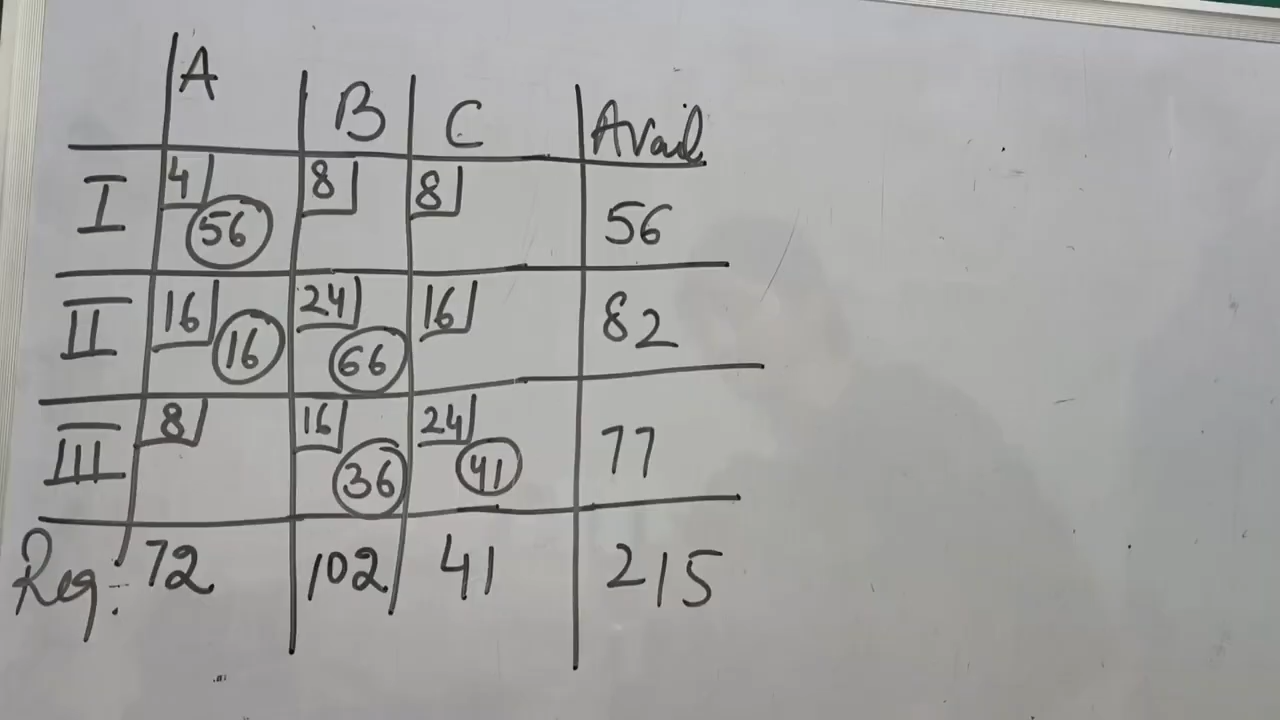 A B C Avail
I 4 56 8 8 56
II 16 16 24 66 16 82
III 8 16 36 24 41 77
Req:- 72 102 41 215